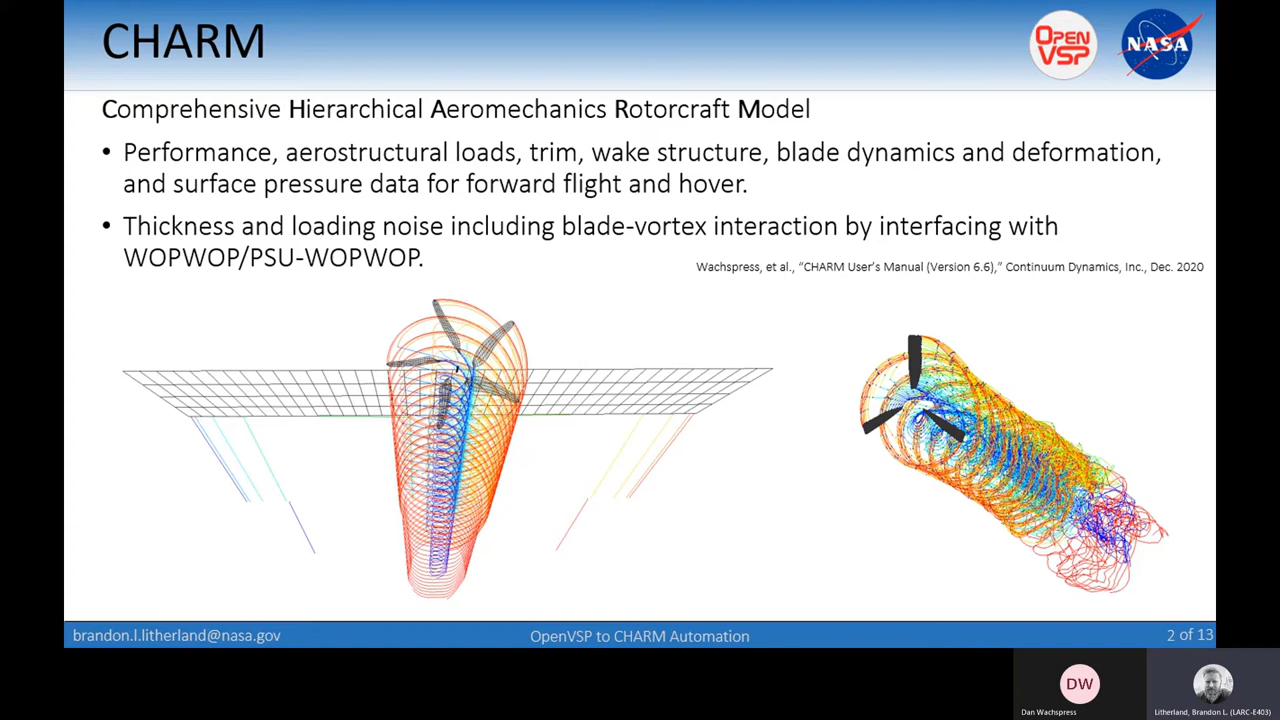 CHARM
OPEN
VSP
NASA
Comprehensive Hierarchical Aeromechanics Rotorcraft Model
• Performance, aerostructural loads, trim, wake structure, blade dynamics and deformation,
and surface pressure data for forward flight and hover.
• Thickness and loading noise including blade-vortex interaction by interfacing with
WOPWOP/PSU-WOPWOP.
Wachspress, et al., “CHARM User’s Manual (Version 6.6),” Continuum Dynamics, Inc., Dec. 2020
brandon.l.litherland@nasa.gov
OpenVSP to CHARM Automation
2 of 13
DW
Dan Wachspress
Litherland, Brandon L. (LARC-E403)